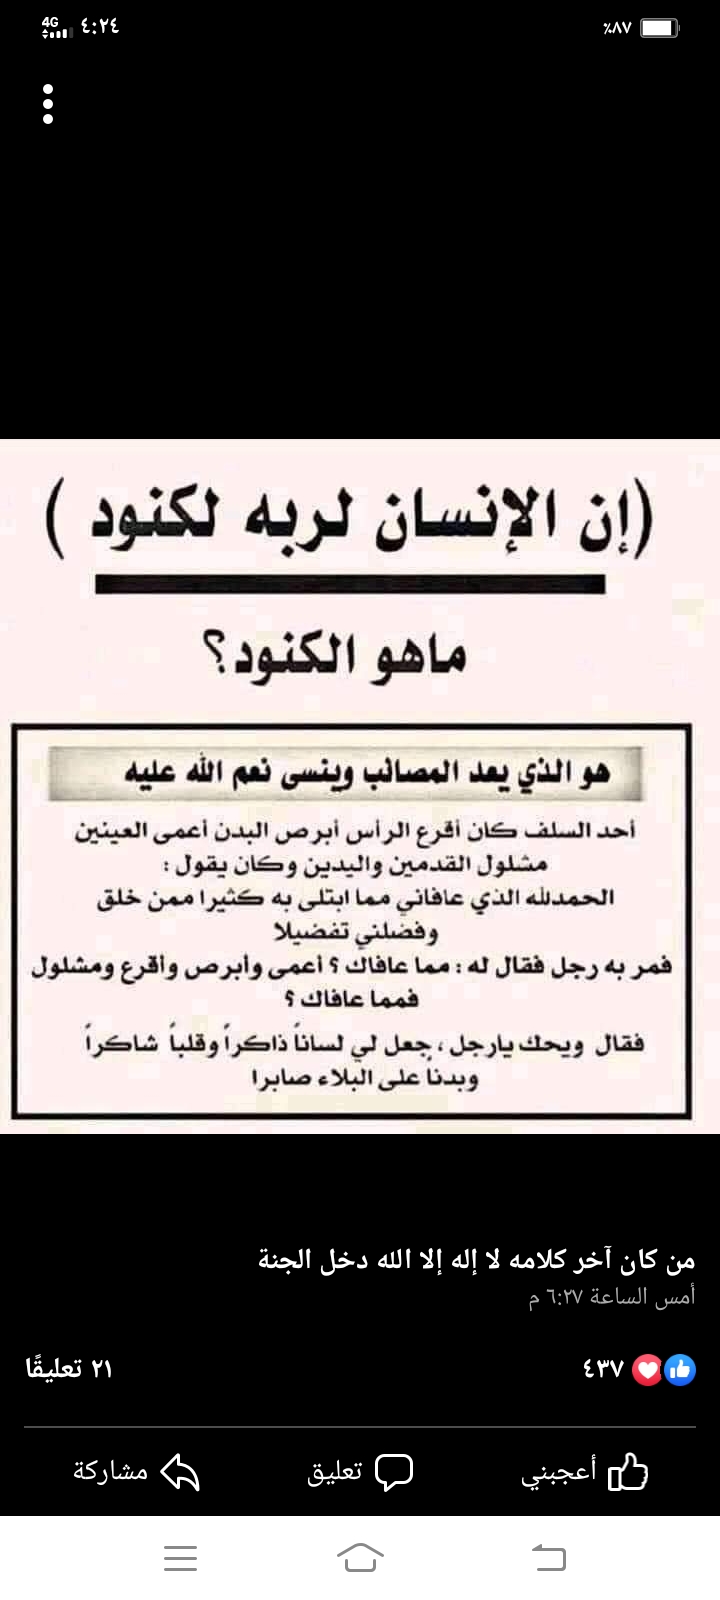 4G ٤:٢٤ ٪٨٧
(إن الإنسان لربه لكنود )
ماهو الكنود؟
هو الذي يعد المصائب وينسى نعم الله عليه
أحد السلف كان أقرع الرأس أبرص البدن أعمى العينين
مشلول القدمين واليدين وكان يقول :
الحمدلله الذي عافاني مما ابتلى به كثيرا ممن خلق
وفضلني تفضيلا
فمر به رجل فقال له : مما عافاك ؟ أعمى وأبرص وأقرع ومشلول
فمما عافاك ؟
فقال ويحك يارجل ، جعل لي لساناً ذاكراً وقلباً شاكراً
وبدنا على البلاء صابرا
من كان آخر كلامه لا إله إلا الله دخل الجنة
أمس الساعة ٦:٢٧ م
٤٣٧ ٢١ تعليقًا
أعجبني تعليق مشاركة